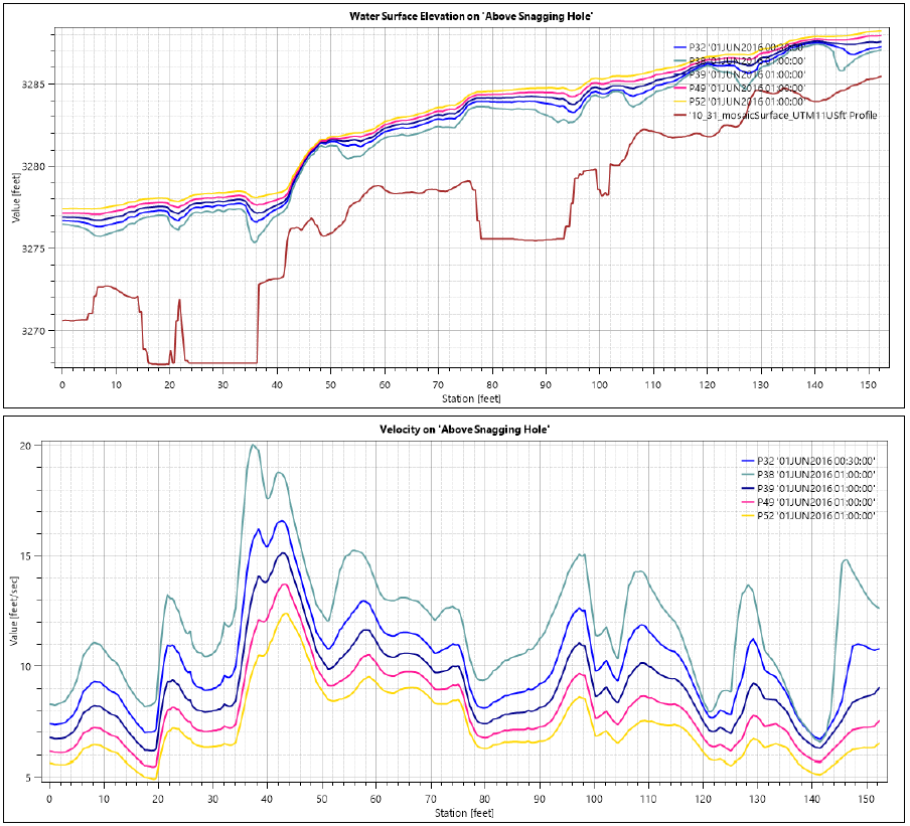 Water Surface Elevation on 'Above Snagging Hole'
P32 '01JUN2016 00:30:00'
P38 '01JUN2016 01:00:00'
P39 '01JUN2016 01:00:00'
P49 '01JUN2016 01:00:00'
P52 '01JUN2016 01:00:00'
'10_31_mosaicSurface_UTM11USft' Profile
Value [feet]
3285
3280
3275
3270
0 10 20 30 40 50 60 70 80 90 100 110 120 130 140 150
Station [feet]
Velocity on 'Above Snagging Hole'
P32 '01JUN2016 00:30:00'
P38 '01JUN2016 01:00:00'
P39 '01JUN2016 01:00:00'
P49 '01JUN2016 01:00:00'
P52 '01JUN2016 01:00:00'
Value [feet/sec]
20
15
10
5
0 10 20 30 40 50 60 70 80 90 100 110 120 130 140 150
Station [feet]